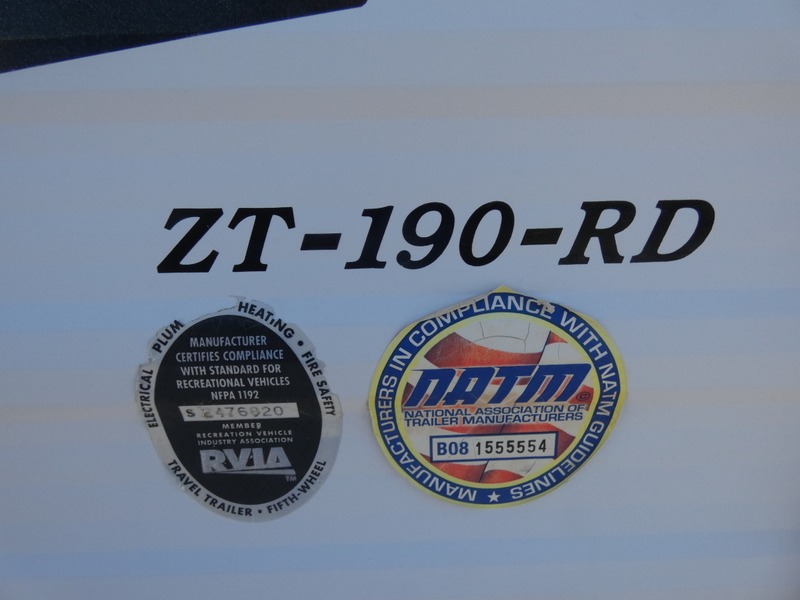 ZT-190-RD
ELECTRICAL PLUM HEATING • FIRE SAFETY
MANUFACTURER
CERTIFIES COMPLIANCE
WITH STANDARD FOR
RECREATIONAL VEHICLES
NFPA 1192
S 2476820
MEMBER
RECREATION VEHICLE
INDUSTRY ASSOCIATION
RVIA
TM
TRAVEL TRAILER • FIFTH-WHEEL
MANUFACTURERS IN COMPLIANCE WITH NATM GUIDELINES ★
NATM
NATIONAL ASSOCIATION OF
TRAILER MANUFACTURERS
B08 1555554